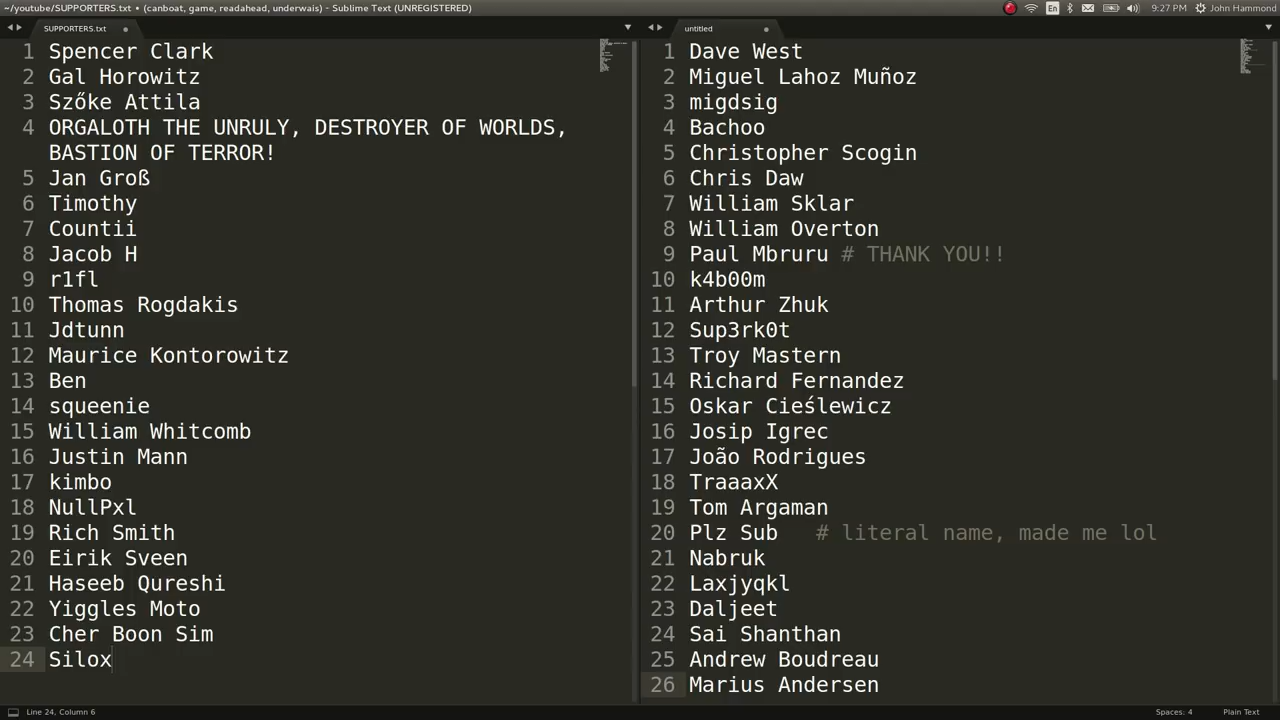 ~/youtube/SUPPORTERS.txt • (canboat, game, readahead, underwais) - Sublime Text (UNREGISTERED)
En
9:27 PM
John Hammond
SUPPORTERS.txt
1 Spencer Clark
2 Gal Horowitz
3 Szőke Attila
4 ORGALOTH THE UNRULY, DESTROYER OF WORLDS,
BASTION OF TERROR!
5 Jan Groß
6 Timothy
7 Countii
8 Jacob H
9 r1fl
10 Thomas Rogdakis
11 Jdtunn
12 Maurice Kontorowitz
13 Ben
14 squeenie
15 William Whitcomb
16 Justin Mann
17 kimbo
18 NullPxl
19 Rich Smith
20 Eirik Sveen
21 Haseeb Qureshi
22 Yiggles Moto
23 Cher Boon Sim
24 Silox
untitled
1 Dave West
2 Miguel Lahoz Muñoz
3 migdsig
4 Bachoo
5 Christopher Scogin
6 Chris Daw
7 William Sklar
8 William Overton
9 Paul Mbruru # THANK YOU!!
10 k4b00m
11 Arthur Zhuk
12 Sup3rk0t
13 Troy Mastern
14 Richard Fernandez
15 Oskar Cieślewicz
16 Josip Igrec
17 João Rodrigues
18 TraaaxX
19 Tom Argaman
20 Plz Sub   # literal name, made me lol
21 Nabruk
22 Laxjyqkl
23 Daljeet
24 Sai Shanthan
25 Andrew Boudreau
26 Marius Andersen
Line 24, Column 6
Spaces: 4
Plain Text